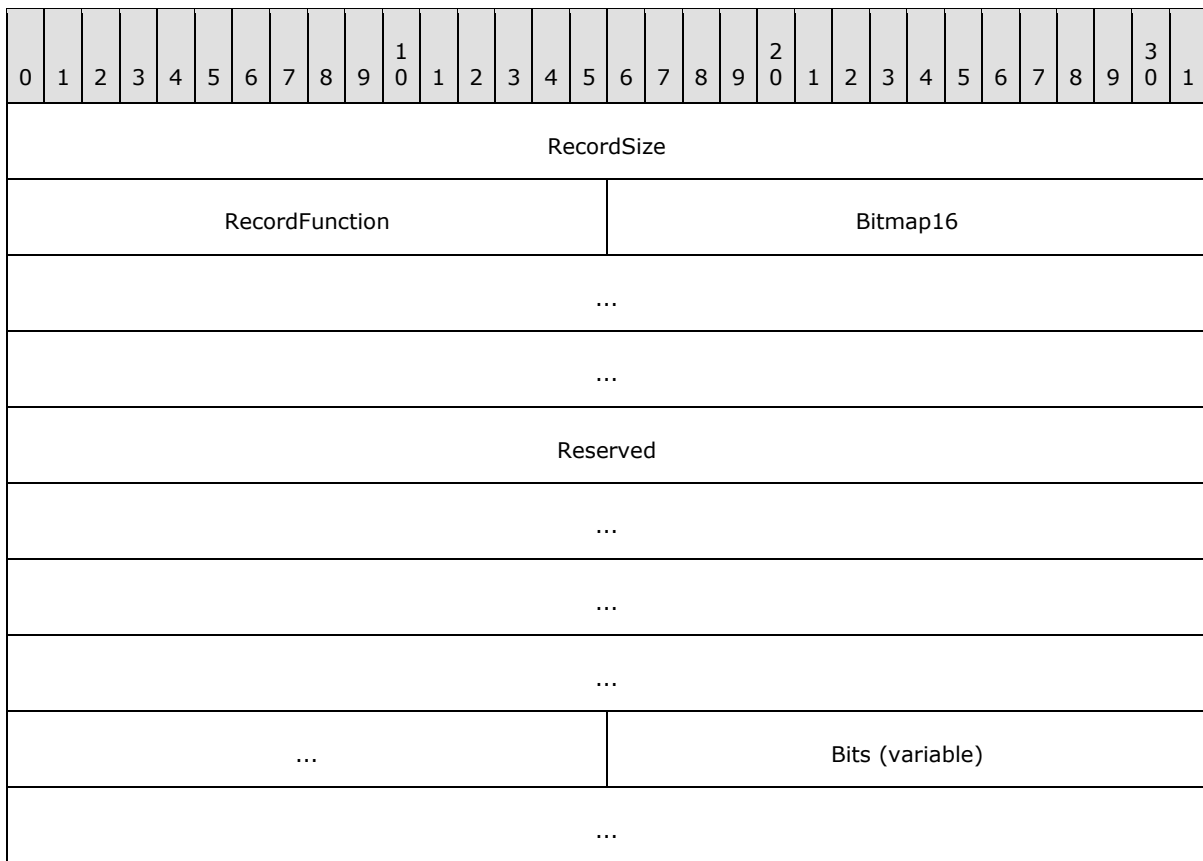 1 2 3
0 1 2 3 4 5 6 7 8 9 0 1 2 3 4 5 6 7 8 9 0 1 2 3 4 5 6 7 8 9 0 1
RecordSize
RecordFunction Bitmap16
...
...
Reserved
...
...
...
... Bits (variable)
...